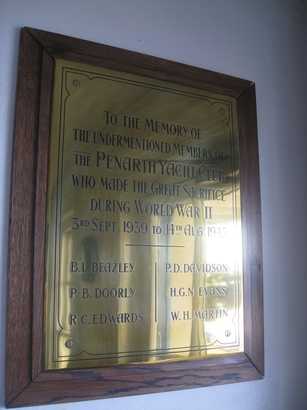 TO THE MEMORY OF
THE UNDERMENTIONED MEMBERS OF
THE PENARTH YACHT CLUB
WHO MADE THE GREAT SACRIFICE
DURING WORLD WAR II
3RD SEPT. 1939 TO 14TH AUG. 1945
B. L. BEAZLEY
P. B. DOORLY
R. C. EDWARDS
P. D. DAVIDSON
H. G. N. EVANS
W. H. MARTIN